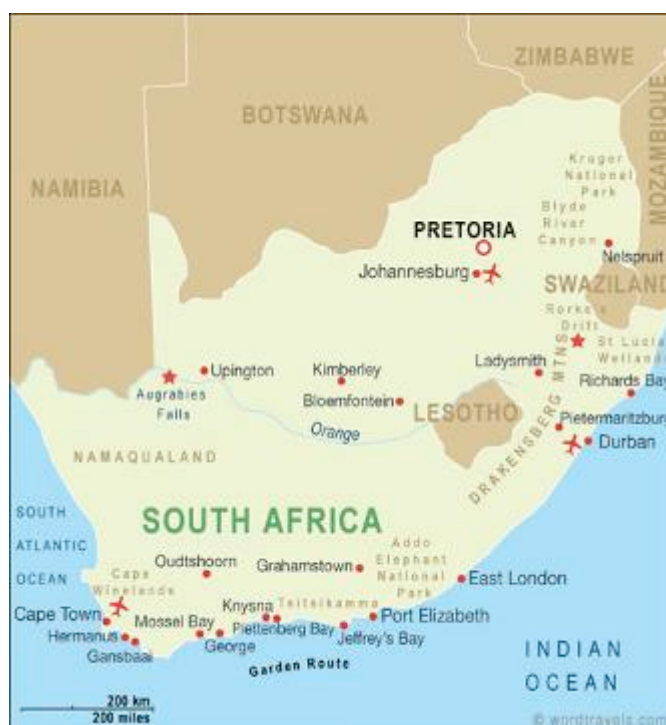 ZIMBABWE
BOTSWANA
MOZAMBIQUE
NAMIBIA
Kruger
National
Park
Blyde
River
Canyon
PRETORIA
Nelspruit
Johannesburg
SWAZILAND
Rorke's
Drift
St Lucia
Wetlands
Upington
Kimberley
Ladysmith
Richards Bay
Augrabies
Falls
Bloemfontein
LESOTHO
DRAKENSBERG MTNS
Pietermaritzburg
Durban
Orange
NAMAQUALAND
SOUTH AFRICA
SOUTH
ATLANTIC
OCEAN
Cape
Winelands
Oudtshoorn
Grahamstown
Addo
Elephant
National
Park
East London
Cape Town
Mossel Bay
Knysna
Tsitsikamma
Port Elizabeth
Hermanus
George
Plettenberg Bay
Jeffrey's Bay
Gansbaai
Garden Route
INDIAN
OCEAN
200 km
200 miles
© wordtravels.com